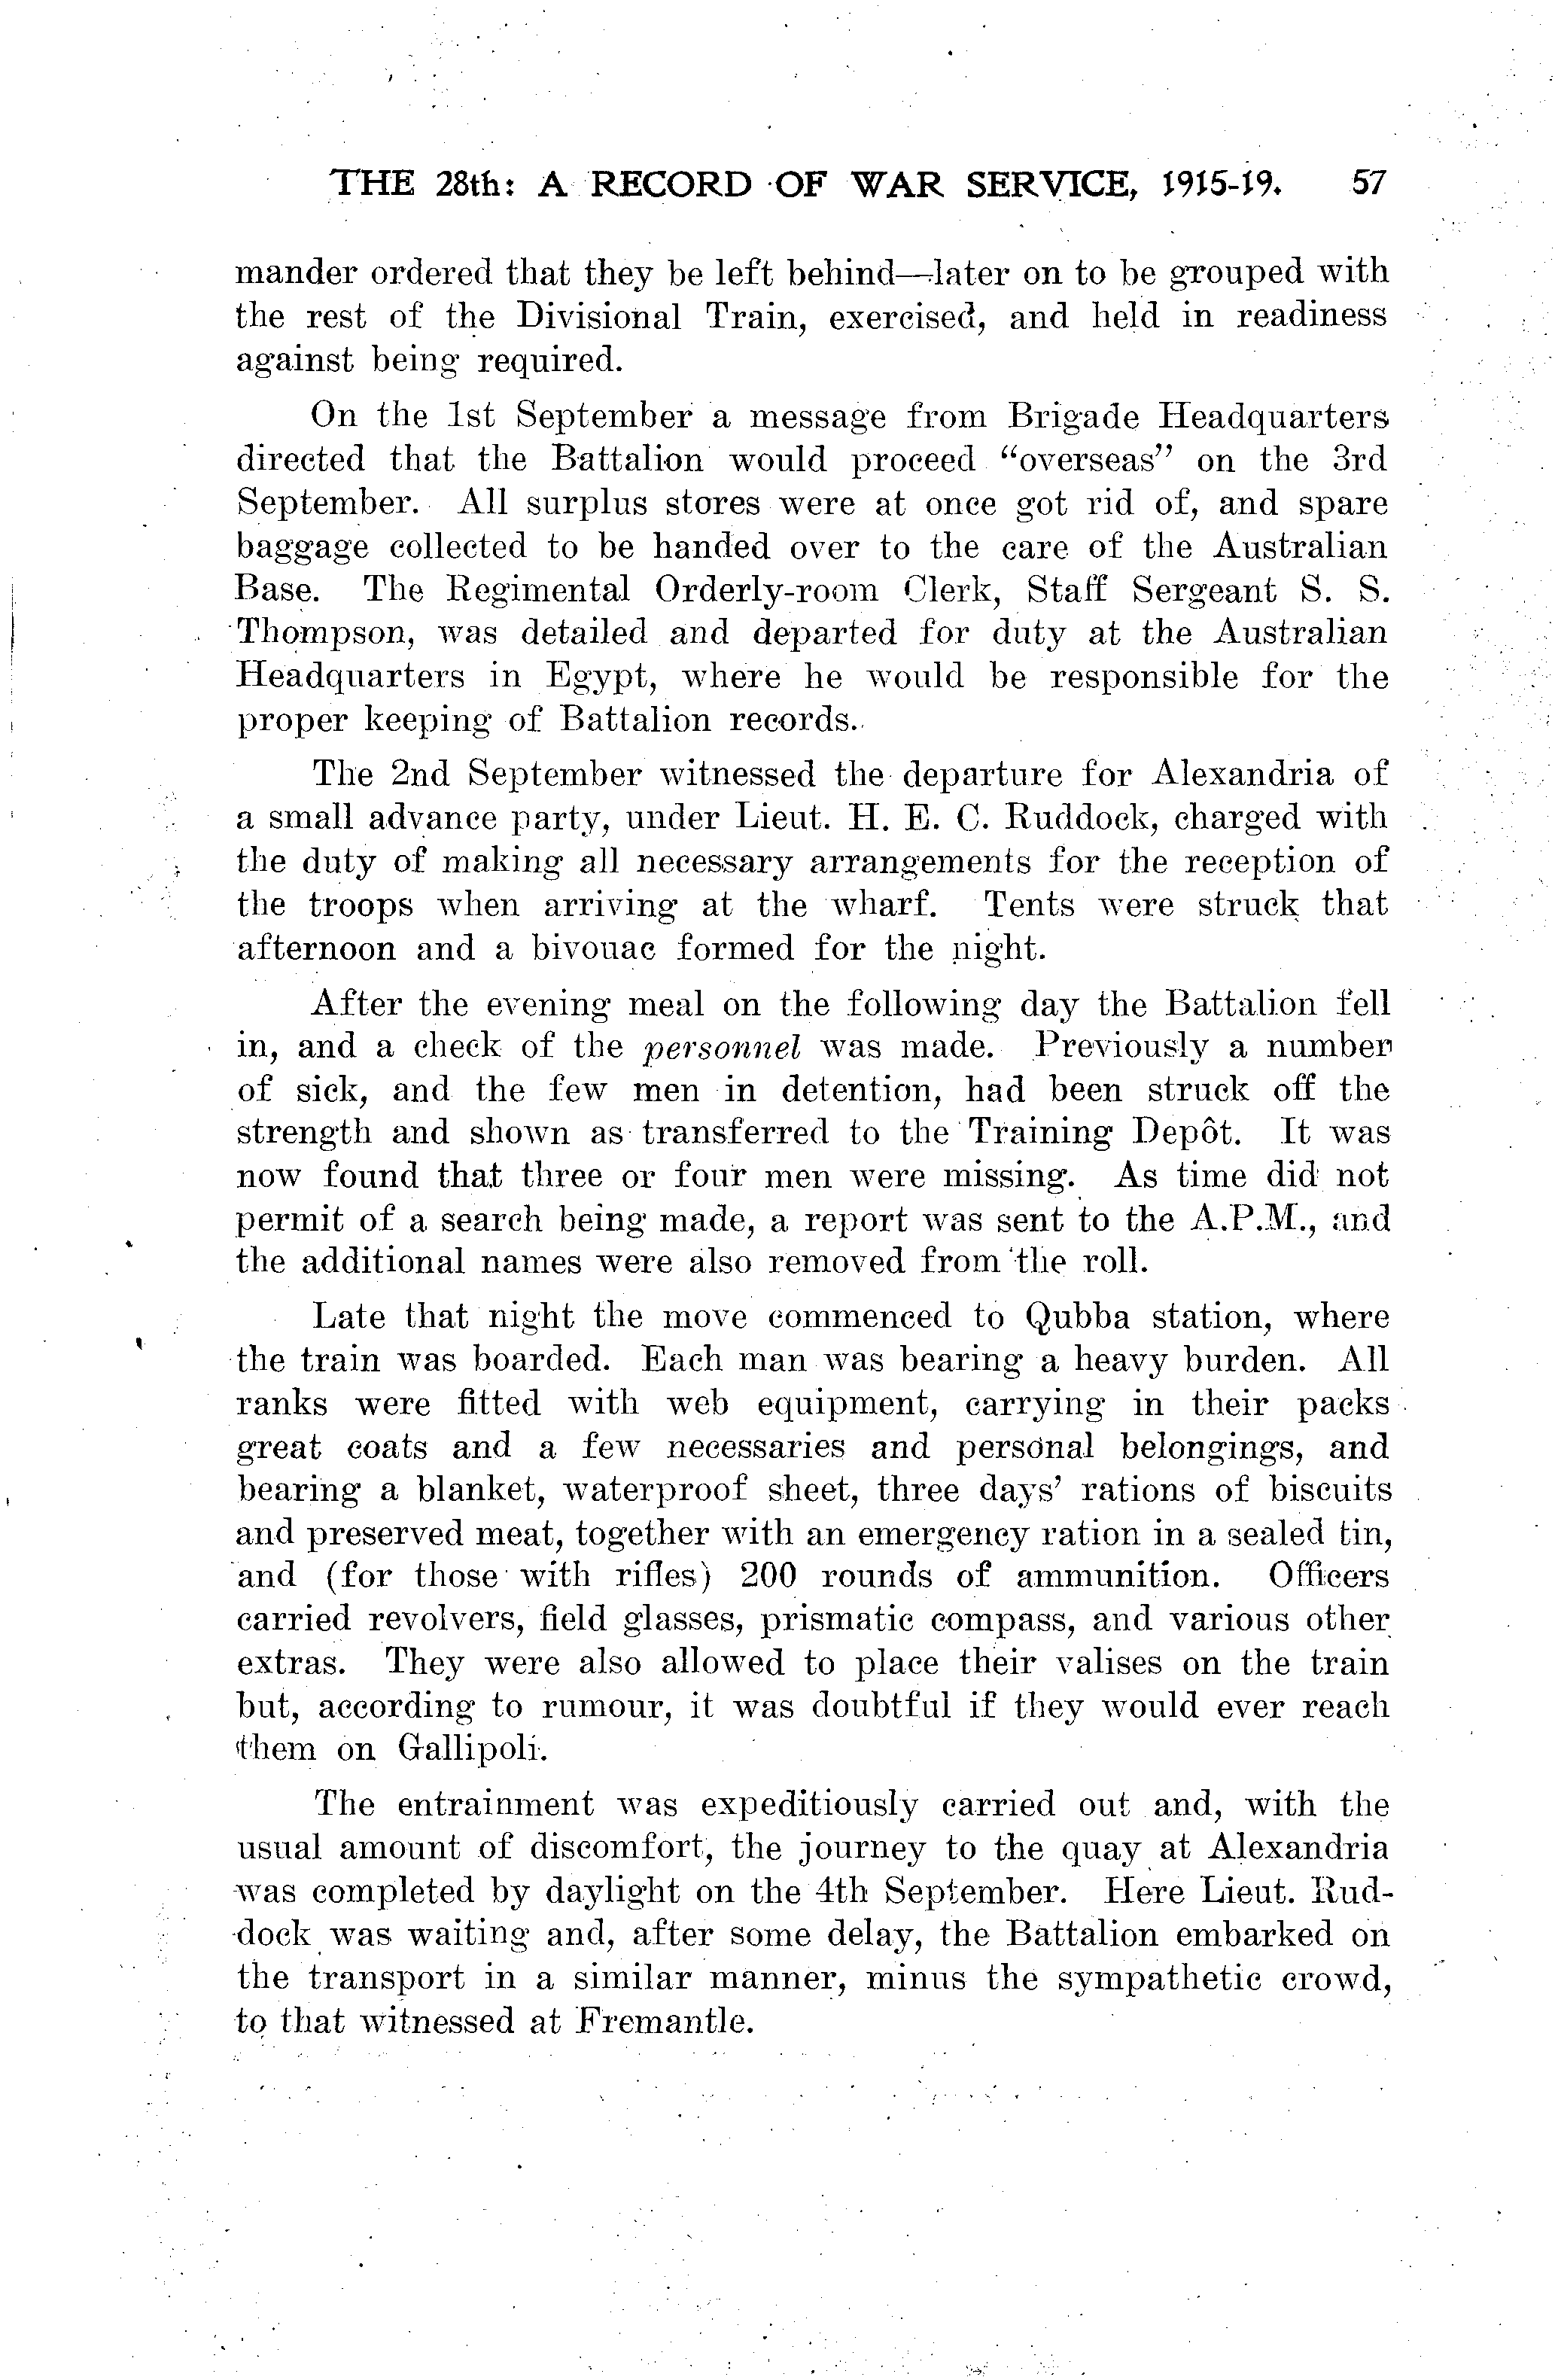 THE 28th: A RECORD OF WAR SERVICE, 1915-19. 57
mander ordered that they be left behind—later on to be grouped with
the rest of the Divisional Train, exercised, and held in readiness
against being required.
On the 1st September a message from Brigade Headquarters
directed that the Battalion would proceed "overseas" on the 3rd
September. All surplus stores were at once got rid of, and spare
baggage collected to be handed over to the care of the Australian
Base. The Regimental Orderly-room Clerk, Staff Sergeant S. S.
Thompson, was detailed and departed for duty at the Australian
Headquarters in Egypt, where he would be responsible for the
proper keeping of Battalion records.
The 2nd September witnessed the departure for Alexandria of
a small advance party, under Lieut. H. E. C. Ruddock, charged with
the duty of making all necessary arrangements for the reception of
the troops when arriving at the wharf. Tents were struck that
afternoon and a bivouac formed for the night.
After the evening meal on the following day the Battalion fell
in, and a check of the personnel was made. Previously a number
of sick, and the few men in detention, had been struck off the
strength and shown as transferred to the Training Depôt. It was
now found that three or four men were missing. As time did not
permit of a search being made, a report was sent to the A.P.M., and
the additional names were also removed from the roll.
Late that night the move commenced to Qubba station, where
the train was boarded. Each man was bearing a heavy burden. All
ranks were fitted with web equipment, carrying in their packs
great coats and a few necessaries and personal belongings, and
bearing a blanket, waterproof sheet, three days' rations of biscuits
and preserved meat, together with an emergency ration in a sealed tin,
and (for those with rifles) 200 rounds of ammunition. Officers
carried revolvers, field glasses, prismatic compass, and various other
extras. They were also allowed to place their valises on the train
but, according to rumour, it was doubtful if they would ever reach
them on Gallipoli.
The entrainment was expeditiously carried out and, with the
usual amount of discomfort, the journey to the quay at Alexandria
was completed by daylight on the 4th September. Here Lieut. Rud-
dock was waiting and, after some delay, the Battalion embarked on
the transport in a similar manner, minus the sympathetic crowd,
to that witnessed at Fremantle.